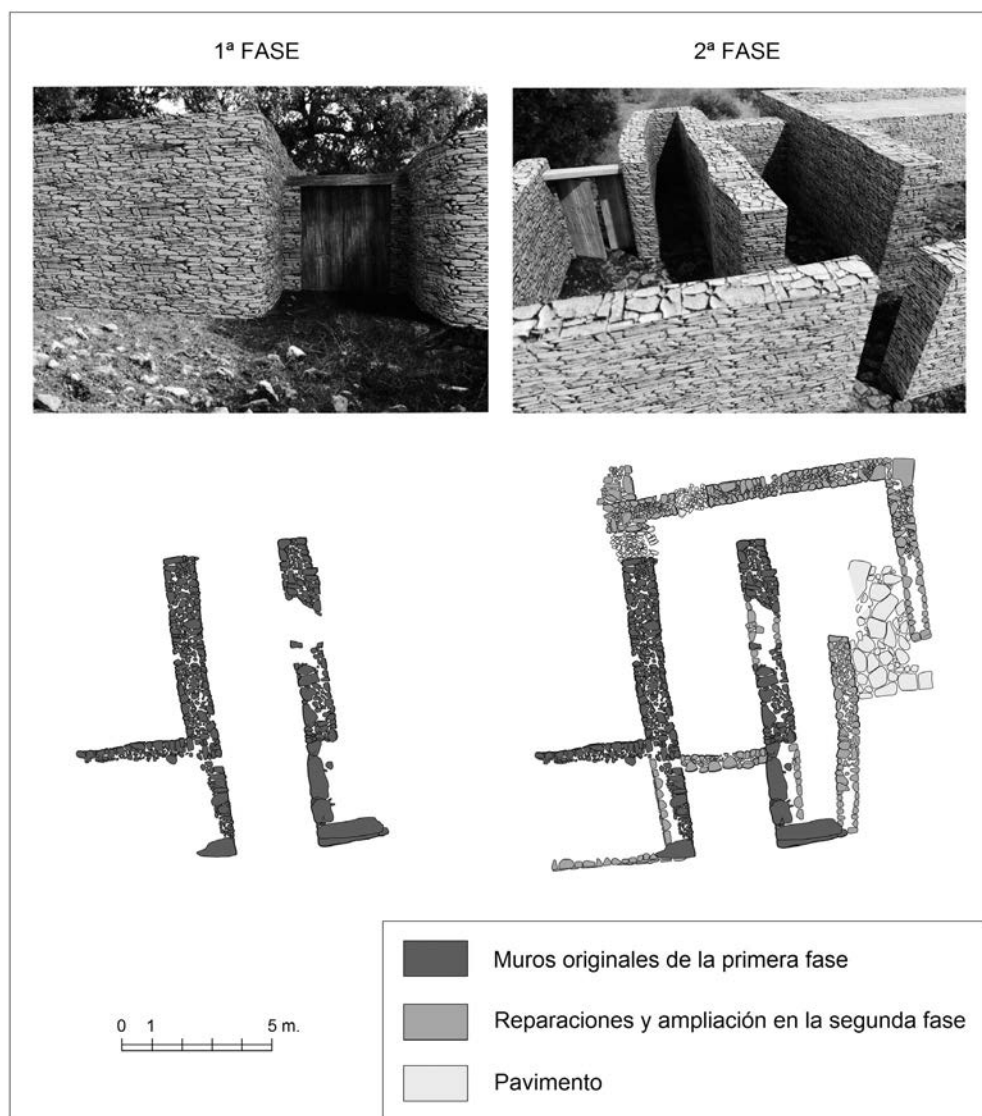 1ª FASE
2ª FASE
Muros originales de la primera fase
Reparaciones y ampliación en la segunda fase
Pavimento
0 1 5 m.